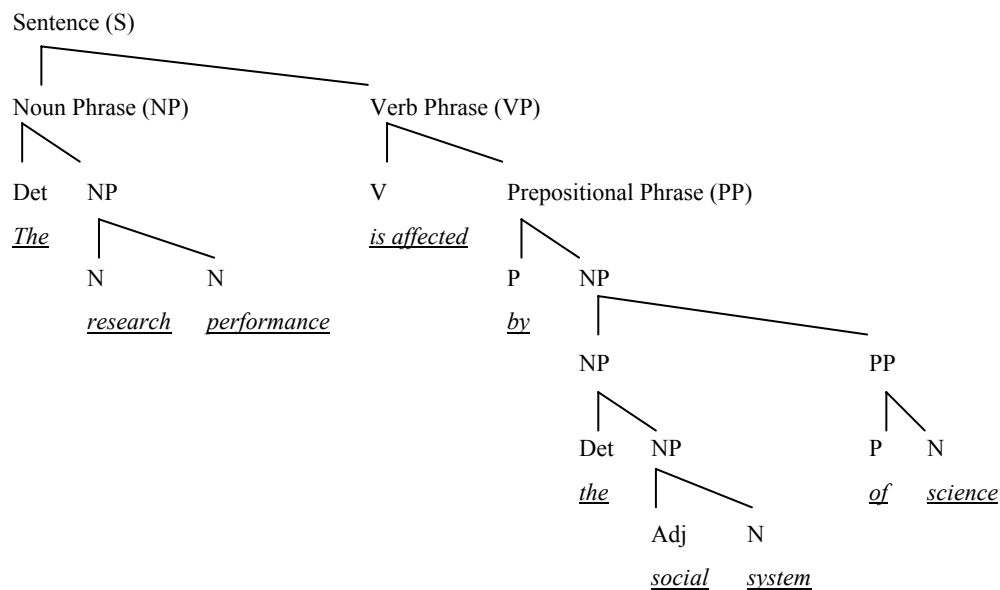 Sentence (S)
Noun Phrase (NP) Verb Phrase (VP)
Det NP V Prepositional Phrase (PP)
The is affected
N N P NP
research performance by
NP PP
Det NP P N
the of science
Adj N
social system